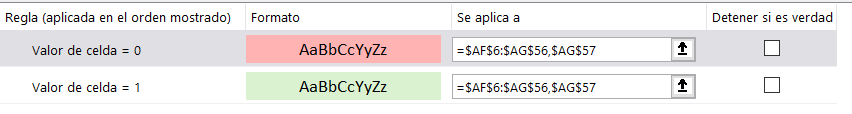 Regla (aplicada en el orden mostrado) Formato Se aplica a Detener si es verdad
Valor de celda = 0 AaBbCcYyZz =$AF$6:$AG$56,$AG$57
Valor de celda = 1 AaBbCcYyZz =$AF$6:$AG$56,$AG$57